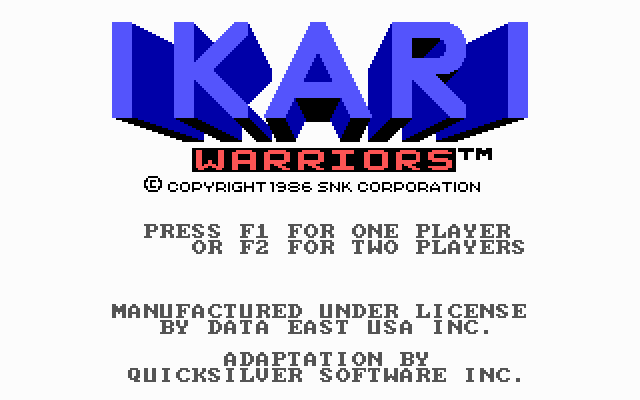 IKARI
WARRIORS™
© COPYRIGHT 1986 SNK CORPORATION
PRESS F1 FOR ONE PLAYER
OR F2 FOR TWO PLAYERS
MANUFACTURED UNDER LICENSE
BY DATA EAST USA INC.
ADAPTATION BY
QUICKSILVER SOFTWARE INC.